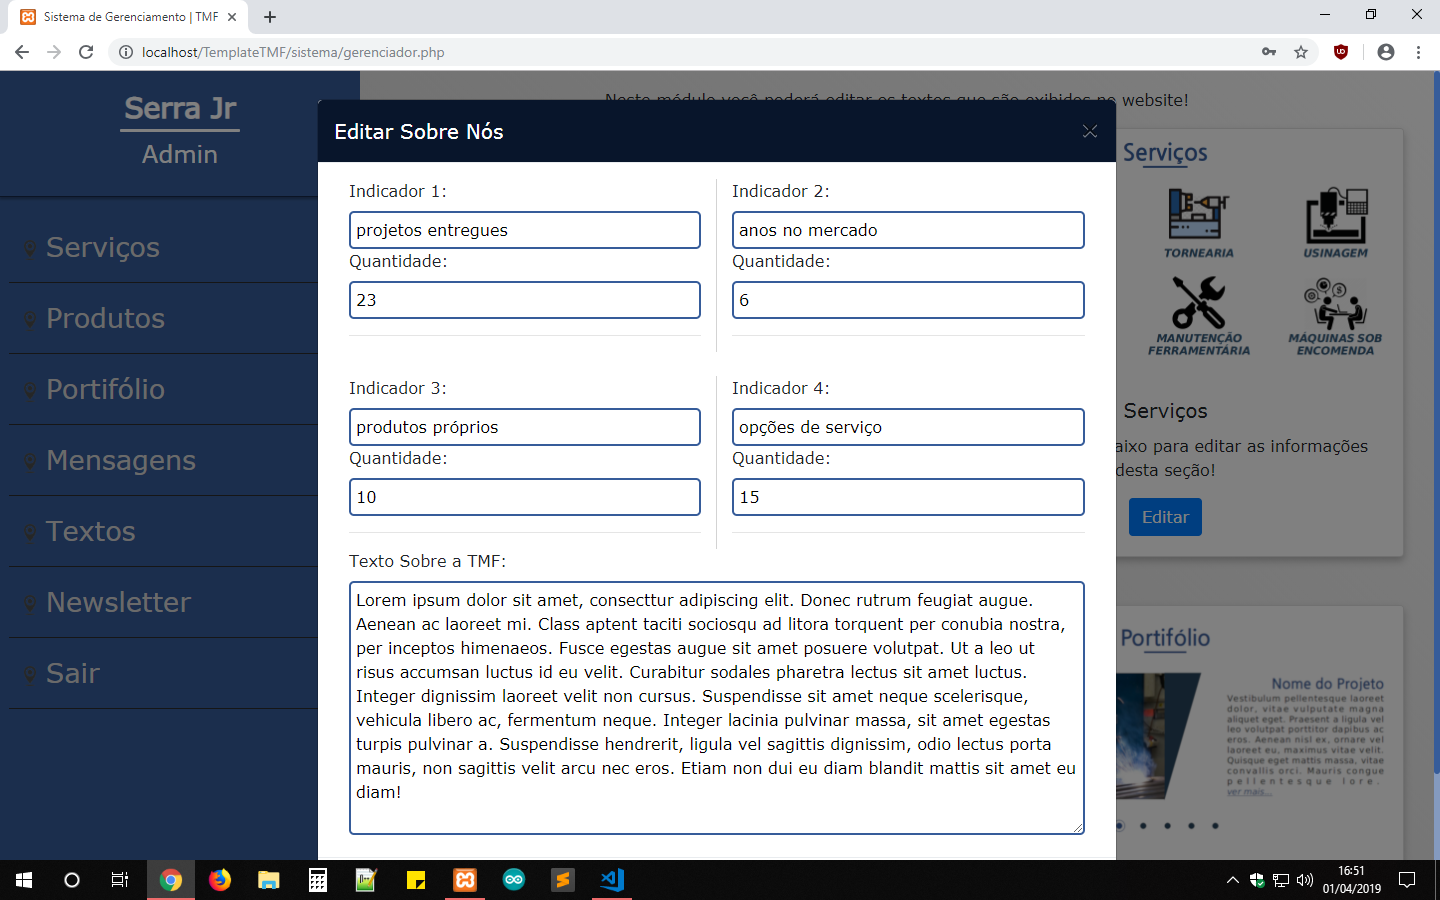 Sistema de Gerenciamento | TMF
localhost/TemplateTMF/sistema/gerenciador.php
Serra Jr
Admin
Serviços
Produtos
Portifólio
Mensagens
Textos
Newsletter
Sair
Neste módulo você poderá editar os textos que são exibidos no website!
Editar Sobre Nós
Indicador 1:
projetos entregues
Quantidade:
23
Indicador 2:
anos no mercado
Quantidade:
6
Indicador 3:
produtos próprios
Quantidade:
10
Indicador 4:
opções de serviço
Quantidade:
15
Texto Sobre a TMF:
Lorem ipsum dolor sit amet, consecttur adipiscing elit. Donec rutrum feugiat augue.
Aenean ac laoreet mi. Class aptent taciti sociosqu ad litora torquent per conubia nostra,
per inceptos himenaeos. Fusce egestas augue sit amet posuere volutpat. Ut a leo ut
risus accumsan luctus id eu velit. Curabitur sodales pharetra lectus sit amet luctus.
Integer dignissim laoreet velit non cursus. Suspendisse sit amet neque scelerisque,
vehicula libero ac, fermentum neque. Integer lacinia pulvinar massa, sit amet egestas
turpis pulvinar a. Suspendisse hendrerit, ligula vel sagittis dignissim, odio lectus porta
mauris, non sagittis velit arcu nec eros. Etiam non dui eu diam blandit mattis sit amet eu
diam!
Serviços
TORNEARIA
USINAGEM
MANUTENÇÃO
FERRAMENTÁRIA
MÁQUINAS SOB
ENCOMENDA
Serviços
aixo para editar as informações
desta seção!
Editar
Portifólio
Nome do Projeto
Vestibulum pellentesque laoreet
dolor, vitae vulputate magna
aliquet eget. Praesent a ligula vel
leo volutpat porttitor dapibus ac
eros. Aenean nisl ex, ornare vel
laoreet eu, maximus vitae velit.
Quisque eget mattis massa, vitae
convallis orci. Mauris congue
pellentesque lore.
ver mais...
16:51
01/04/2019